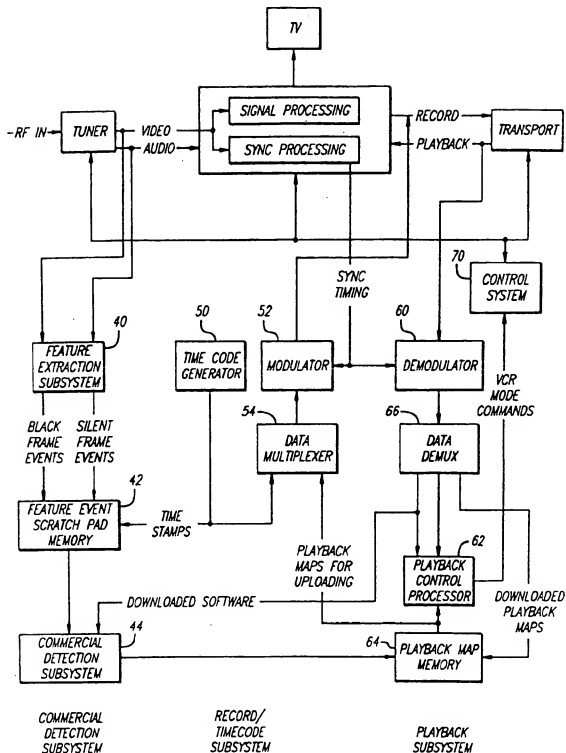 TV
SIGNAL PROCESSING
SYNC PROCESSING
-RF IN
TUNER
VIDEO
AUDIO
RECORD
PLAYBACK
TRANSPORT
SYNC
TIMING
70
CONTROL
SYSTEM
40
FEATURE
EXTRACTION
SUBSYSTEM
50
TIME CODE
GENERATOR
52
MODULATOR
60
DEMODULATOR
VCR
MODE
COMMANDS
BLACK
FRAME
EVENTS
SILENT
FRAME
EVENTS
54
DATA
MULTIPLEXER
66
DATA
DEMUX
42
FEATURE EVENT
SCRATCH PAD
MEMORY
TIME
STAMPS
PLAYBACK
MAPS FOR
UPLOADING
62
PLAYBACK
CONTROL
PROCESSOR
DOWNLOADED
PLAYBACK
MAPS
DOWNLOADED SOFTWARE
44
COMMERCIAL
DETECTION
SUBSYSTEM
64
PLAYBACK MAP
MEMORY
COMMERCIAL
DETECTION
SUBSYSTEM
RECORD/
TIMECODE
SUBSYSTEM
PLAYBACK
SUBSYSTEM